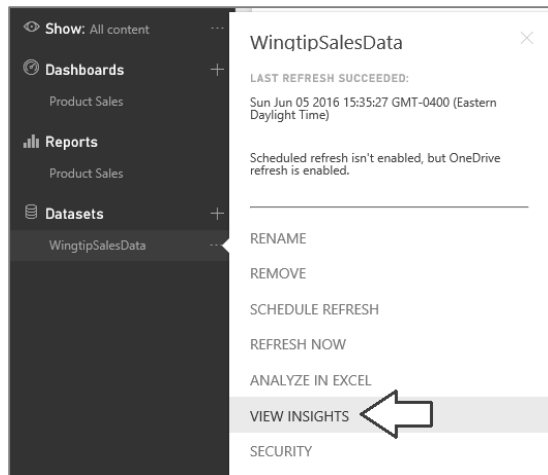 Show: All content
Dashboards
Product Sales
Reports
Product Sales
Datasets
WingtipSalesData
WingtipSalesData
LAST REFRESH SUCCEEDED:
Sun Jun 05 2016 15:35:27 GMT-0400 (Eastern
Daylight Time)
Scheduled refresh isn't enabled, but OneDrive
refresh is enabled.
RENAME
REMOVE
SCHEDULE REFRESH
REFRESH NOW
ANALYZE IN EXCEL
VIEW INSIGHTS
SECURITY